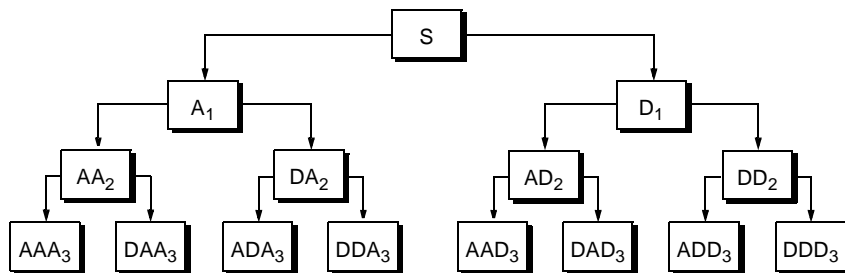 S
A₁ D₁
AA₂ DA₂ AD₂ DD₂
AAA₃ DAA₃ ADA₃ DDA₃ AAD₃ DAD₃ ADD₃ DDD₃